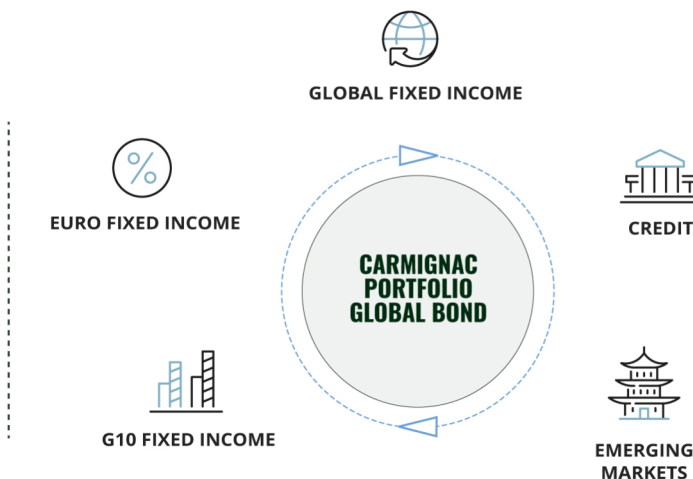 GLOBAL FIXED INCOME
EURO FIXED INCOME
CREDIT
CARMIGNAC
PORTFOLIO
GLOBAL BOND
G10 FIXED INCOME
EMERGING
MARKETS